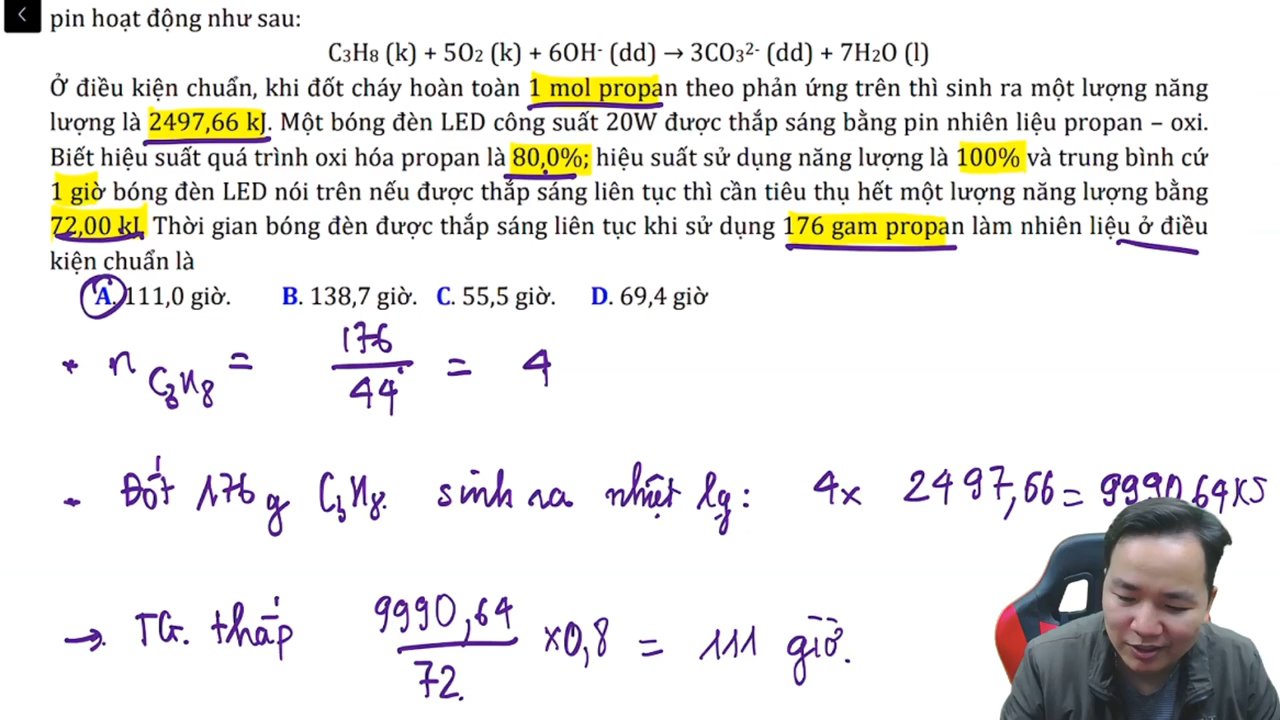 pin hoạt động như sau:
C₃H₈ (k) + 5O₂ (k) + 6OH⁻ (dd) → 3CO₃²⁻ (dd) + 7H₂O (l)
Ở điều kiện chuẩn, khi đốt cháy hoàn toàn 1 mol propan theo phản ứng trên thì sinh ra một lượng năng
lượng là 2497,66 kJ. Một bóng đèn LED công suất 20W được thắp sáng bằng pin nhiên liệu propan – oxi.
Biết hiệu suất quá trình oxi hóa propan là 80,0%; hiệu suất sử dụng năng lượng là 100% và trung bình cứ
1 giờ bóng đèn LED nói trên nếu được thắp sáng liên tục thì cần tiêu thụ hết một lượng năng lượng bằng
72,00 kJ. Thời gian bóng đèn được thắp sáng liên tục khi sử dụng 176 gam propan làm nhiên liệu ở điều
kiện chuẩn là
A. 111,0 giờ. B. 138,7 giờ. C. 55,5 giờ. D. 69,4 giờ
* n C₃H₈ = 176/44 = 4
- Đốt 176 g C₃H₈ sinh ra nhiệt lg: 4x 2497,66 = 9990,64 KJ
→ TG. thắp 9990,64/72 x0,8 = 111 giờ.